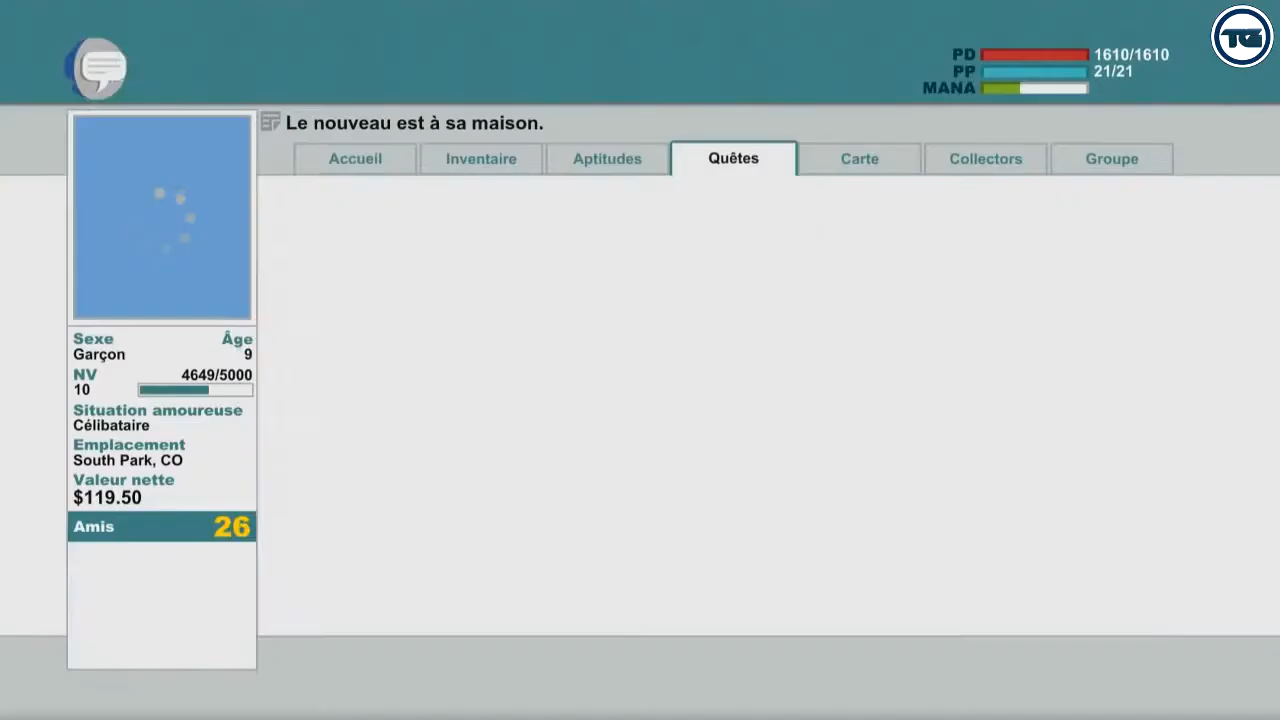 TG
PD 1610/1610
PP 21/21
MANA
Le nouveau est à sa maison.
Accueil Inventaire Aptitudes Quêtes Carte Collectors Groupe
Sexe Âge
Garçon 9
NV 4649/5000
10
Situation amoureuse
Célibataire
Emplacement
South Park, CO
Valeur nette
$119.50
Amis 26